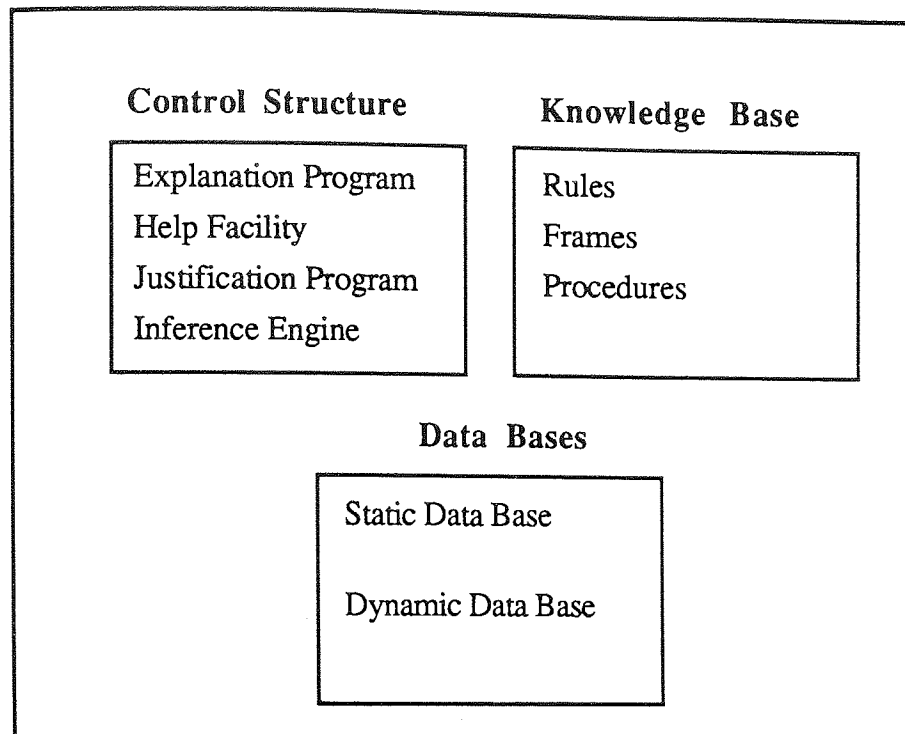 Control Structure
Explanation Program
Help Facility
Justification Program
Inference Engine
Knowledge Base
Rules
Frames
Procedures
Data Bases
Static Data Base
Dynamic Data Base